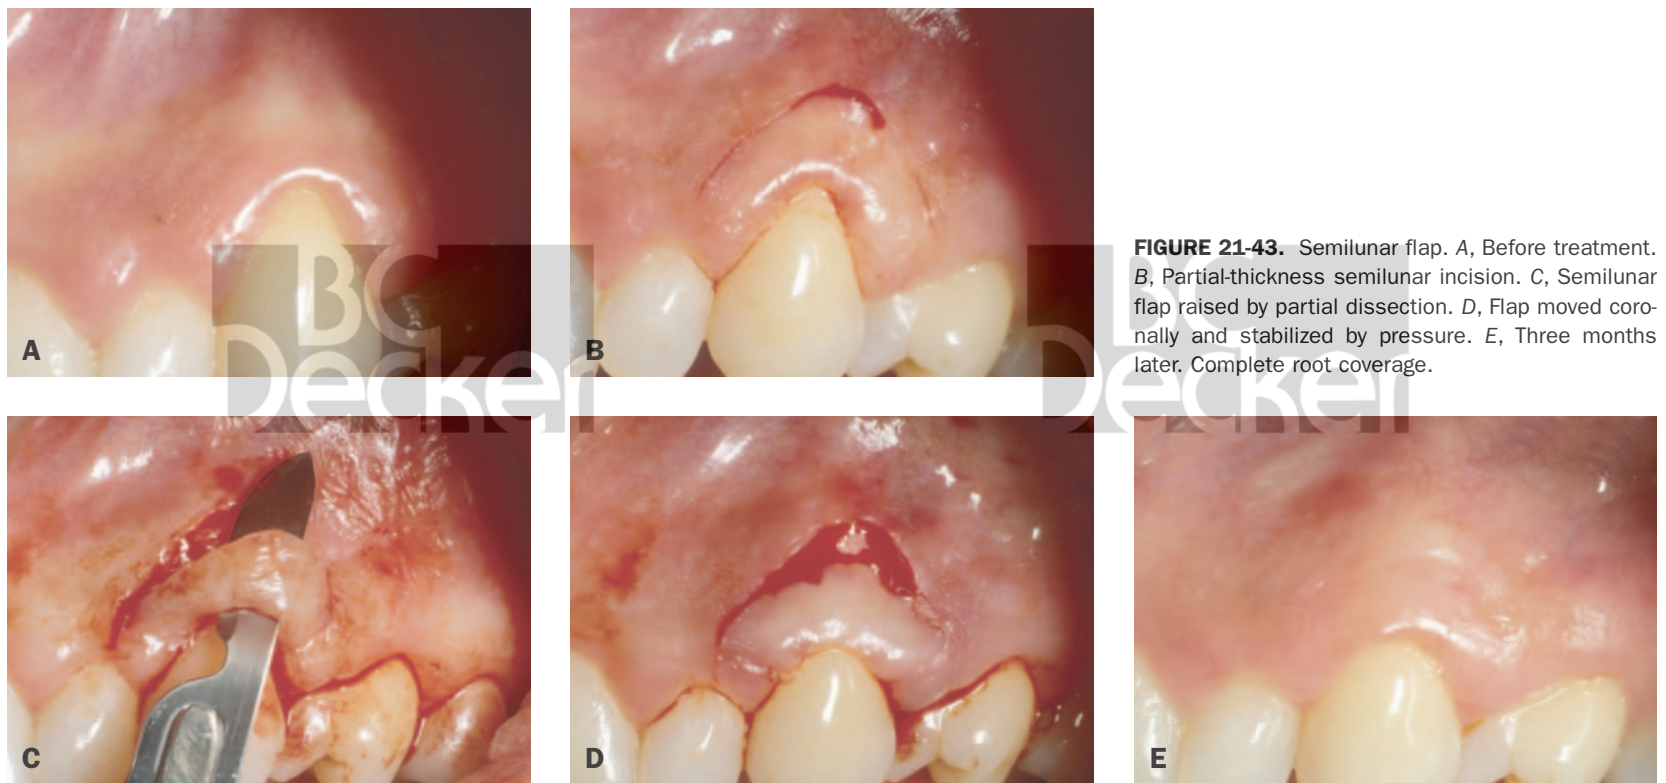 A
B
FIGURE 21-43. Semilunar flap. A, Before treatment.
B, Partial-thickness semilunar incision. C, Semilunar
flap raised by partial dissection. D, Flap moved coro-
nally and stabilized by pressure. E, Three months
later. Complete root coverage.
BC
Decker
BC
Decker
C
D
E